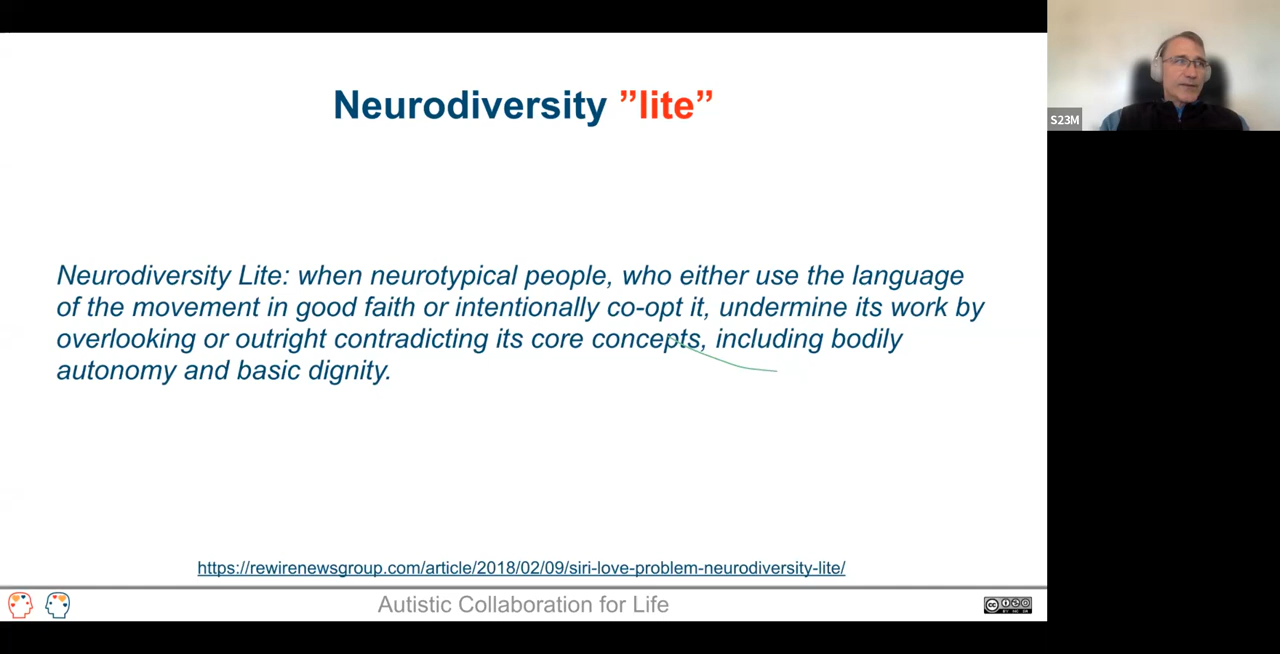 Neurodiversity ”lite”
S23M
Neurodiversity Lite: when neurotypical people, who either use the language
of the movement in good faith or intentionally co-opt it, undermine its work by
overlooking or outright contradicting its core concepts, including bodily
autonomy and basic dignity.
https://rewirenewsgroup.com/article/2018/02/09/siri-love-problem-neurodiversity-lite/
Autistic Collaboration for Life